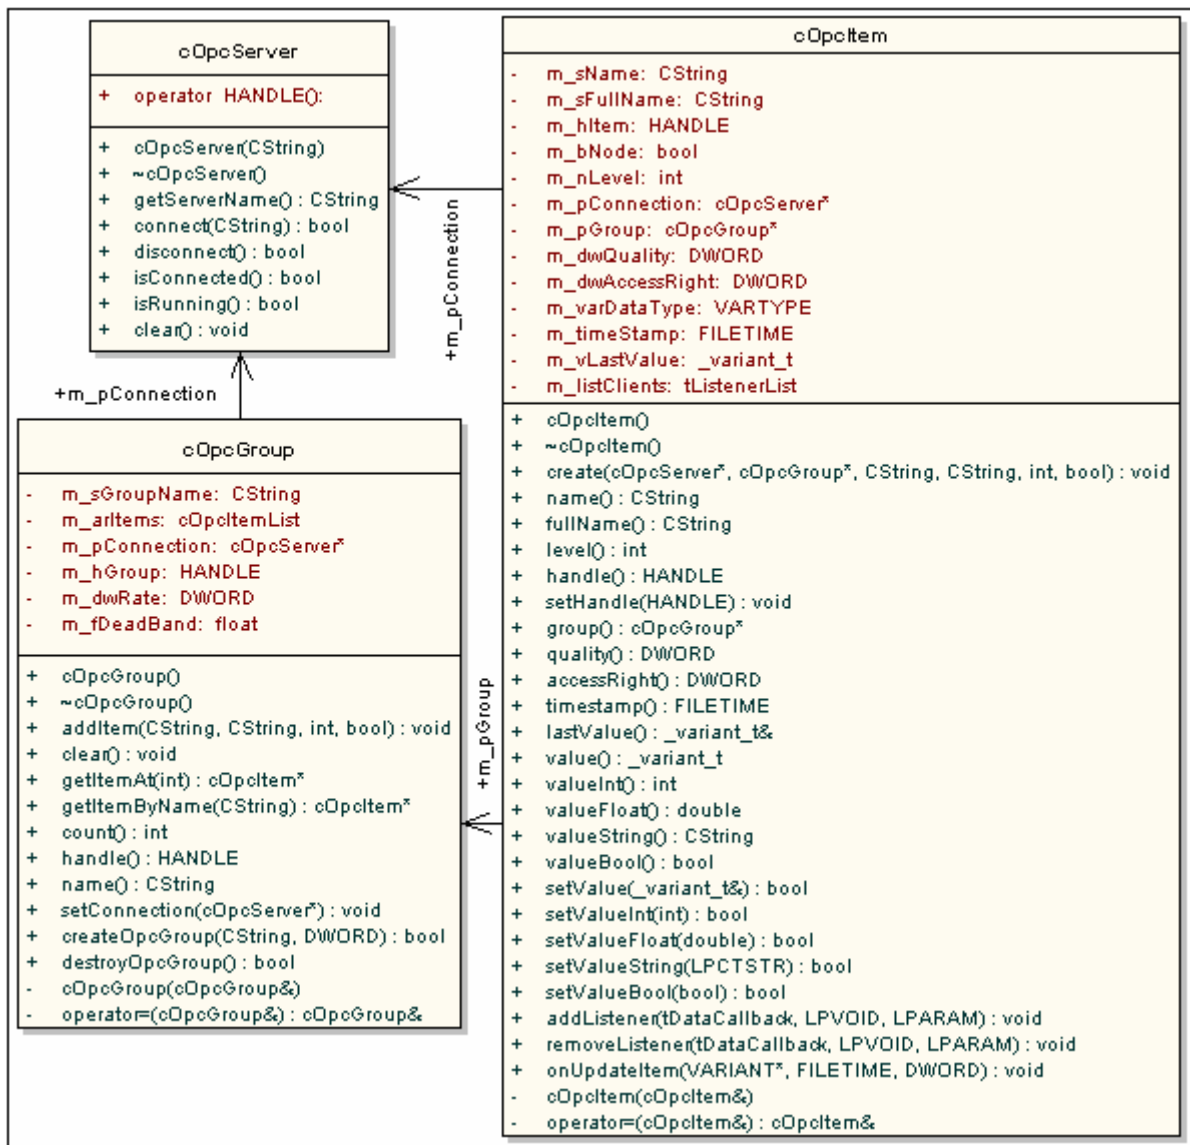 cOpcServer
+ operator HANDLE():
+ cOpcServer(CString)
+ ~cOpcServer()
+ getServerName() : CString
+ connect(CString) : bool
+ disconnect() : bool
+ isConnected() : bool
+ isRunning() : bool
+ clear() : void
+m_pConnection
+m_pConnection
cOpcGroup
- m_sGroupName: CString
- m_arItems: cOpcItemList
- m_pConnection: cOpcServer*
- m_hGroup: HANDLE
- m_dwRate: DWORD
- m_fDeadBand: float
+ cOpcGroup()
+ ~cOpcGroup()
+ addItem(CString, CString, int, bool) : void
+ clear() : void
+ getItemAt(int) : cOpcItem*
+ getItemByName(CString) : cOpcItem*
+ count() : int
+ handle() : HANDLE
+ name() : CString
+ setConnection(cOpcServer*) : void
+ createOpcGroup(CString, DWORD) : bool
+ destroyOpcGroup() : bool
- cOpcGroup(cOpcGroup&)
- operator=(cOpcGroup&) : cOpcGroup&
+m_pGroup
cOpcItem
- m_sName: CString
- m_sFullName: CString
- m_hItem: HANDLE
- m_bNode: bool
- m_nLevel: int
- m_pConnection: cOpcServer*
- m_pGroup: cOpcGroup*
- m_dwQuality: DWORD
- m_dwAccessRight: DWORD
- m_varDataType: VARTYPE
- m_timeStamp: FILETIME
- m_vLastValue: _variant_t
- m_listClients: tListenerList
+ cOpcItem()
+ ~cOpcItem()
+ create(cOpcServer*, cOpcGroup*, CString, CString, int, bool) : void
+ name() : CString
+ fullName() : CString
+ level() : int
+ handle() : HANDLE
+ setHandle(HANDLE) : void
+ group() : cOpcGroup*
+ quality() : DWORD
+ accessRight() : DWORD
+ timestamp() : FILETIME
+ lastValue() : _variant_t&
+ value() : _variant_t
+ valueInt() : int
+ valueFloat() : double
+ valueString() : CString
+ valueBool() : bool
+ setValue(_variant_t&) : bool
+ setValueInt(int) : bool
+ setValueFloat(double) : bool
+ setValueString(LPCTSTR) : bool
+ setValueBool(bool) : bool
+ addListener(tDataCallback, LPVOID, LPARAM) : void
+ removeListener(tDataCallback, LPVOID, LPARAM) : void
+ onUpdateItem(VARIANT*, FILETIME, DWORD) : void
- cOpcItem(cOpcItem&)
- operator=(cOpcItem&) : cOpcItem&